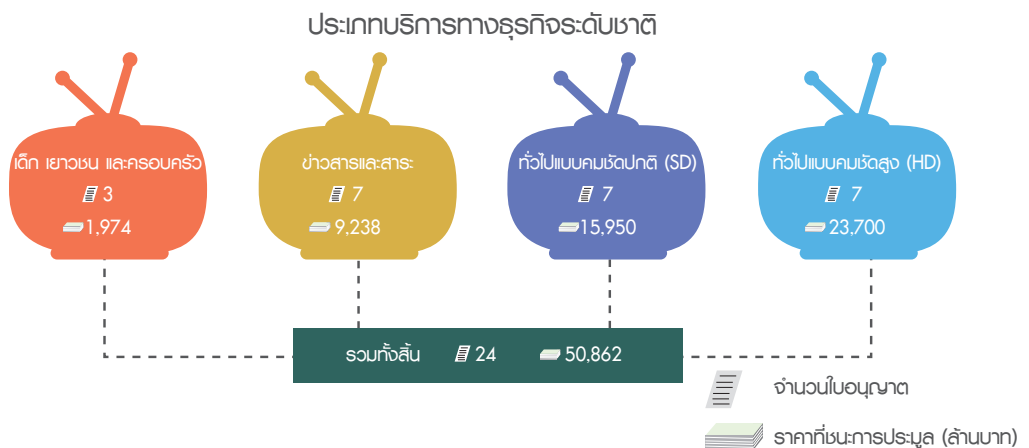 ประเภทบริการทางธุรกิจระดับชาติ
เด็ก เยาวชน และครอบครัว
3
1,974
ข่าวสารและสาระ
7
9,238
ทั่วไปแบบคมชัดปกติ (SD)
7
15,950
ทั่วไปแบบคมชัดสูง (HD)
7
23,700
รวมทั้งสิ้น 24 50,862
จำนวนใบอนุญาต
ราคาที่ชนะการประมูล (ล้านบาท)